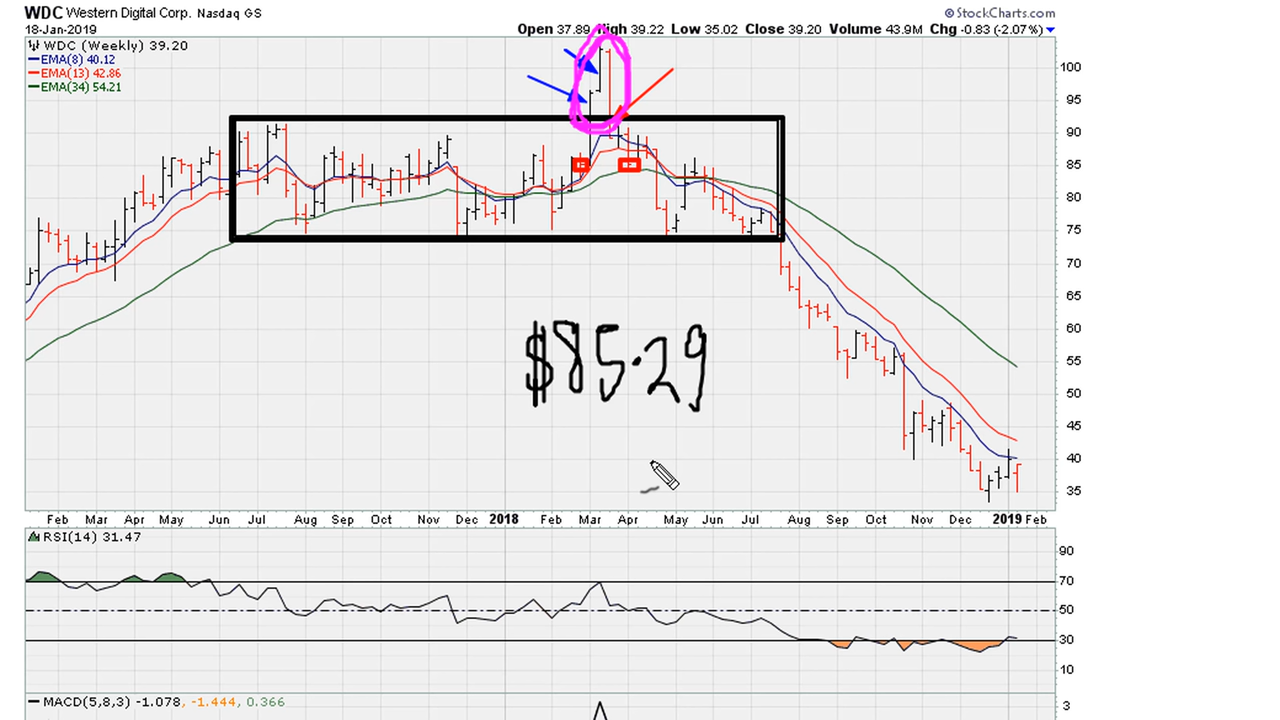 WDC Western Digital Corp. Nasdaq GS © StockCharts.com
18-Jan-2019 Open 37.89 High 39.22 Low 35.02 Close 39.20 Volume 43.9M Chg -0.83 (-2.07%)
WDC (Weekly) 39.20
EMA(8) 40.12
EMA(13) 42.86
EMA(34) 54.21
100
95
90
85
80
75
70
65
60
55
50
45
40
35
$85.29
Feb Mar Apr May Jun Jul Aug Sep Oct Nov Dec 2018 Feb Mar Apr May Jun Jul Aug Sep Oct Nov Dec 2019 Feb
RSI(14) 31.47
90
70
50
30
10
MACD(5,8,3) -1.078, -1.444, 0.366
3